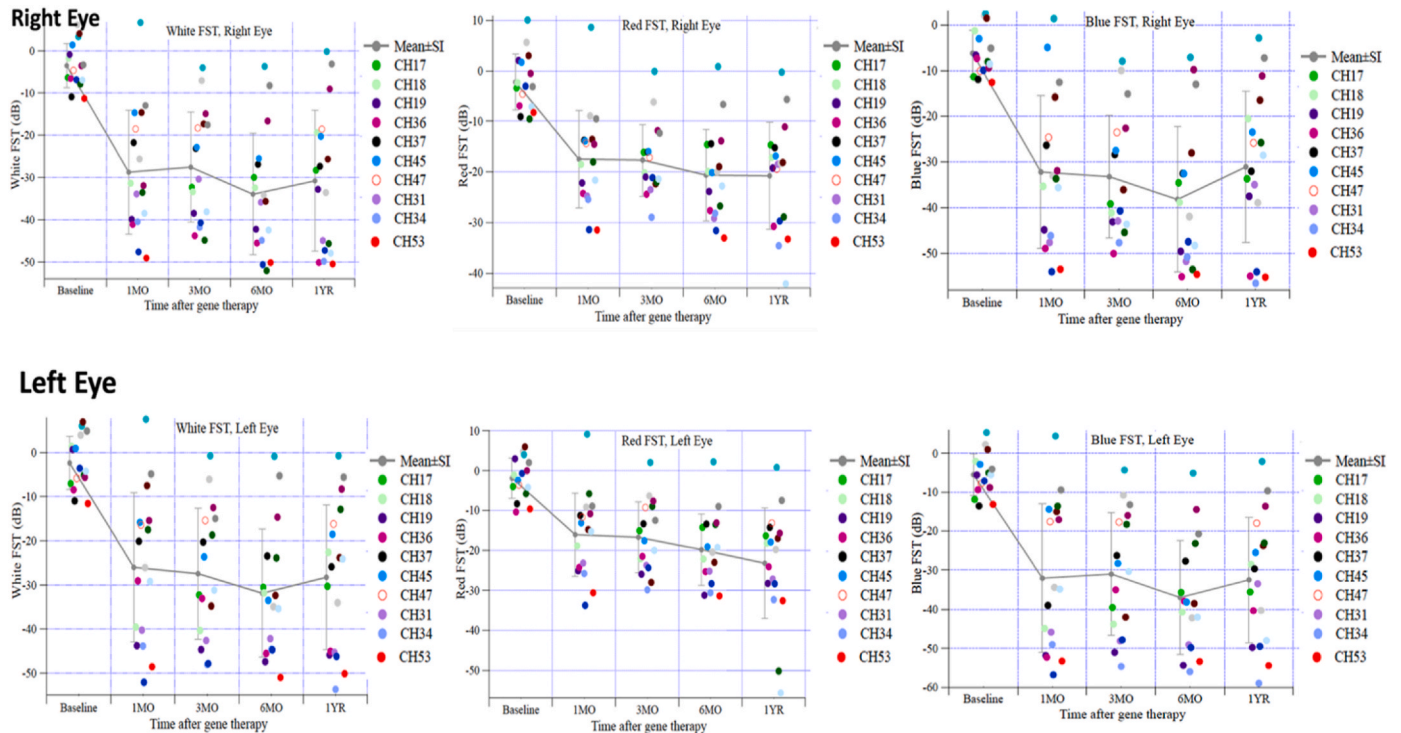 Right Eye
White FST, Right Eye
White FST (dB)
0
-10
-20
-30
-40
-50
Baseline 1MO 3MO 6MO 1YR
Time after gene therapy
Mean±SI
CH17
CH18
CH19
CH36
CH37
CH45
CH47
CH31
CH34
CH53
Red FST, Right Eye
Red FST (dB)
10
0
-10
-20
-30
-40
Baseline 1MO 3MO 6MO 1YR
Time after gene therapy
Mean±SI
CH17
CH18
CH19
CH36
CH37
CH45
CH47
CH31
CH34
CH53
Blue FST, Right Eye
Blue FST (dB)
0
-10
-20
-30
-40
-50
Baseline 1MO 3MO 6MO 1YR
Time after gene therapy
Mean±SI
CH17
CH18
CH19
CH36
CH37
CH45
CH47
CH31
CH34
CH53
Left Eye
White FST, Left Eye
White FST (dB)
0
-10
-20
-30
-40
-50
Baseline 1MO 3MO 6MO 1YR
Time after gene therapy
Mean±SI
CH17
CH18
CH19
CH36
CH37
CH45
CH47
CH31
CH34
CH53
Red FST, Left Eye
Red FST (dB)
10
0
-10
-20
-30
-40
-50
Baseline 1MO 3MO 6MO 1YR
Time after gene therapy
Mean±SI
CH17
CH18
CH19
CH36
CH37
CH45
CH47
CH31
CH34
CH53
Blue FST, Left Eye
Blue FST (dB)
0
-10
-20
-30
-40
-50
-60
Baseline 1MO 3MO 6MO 1YR
Time after gene therapy
Mean±SI
CH17
CH18
CH19
CH36
CH37
CH45
CH47
CH31
CH34
CH53